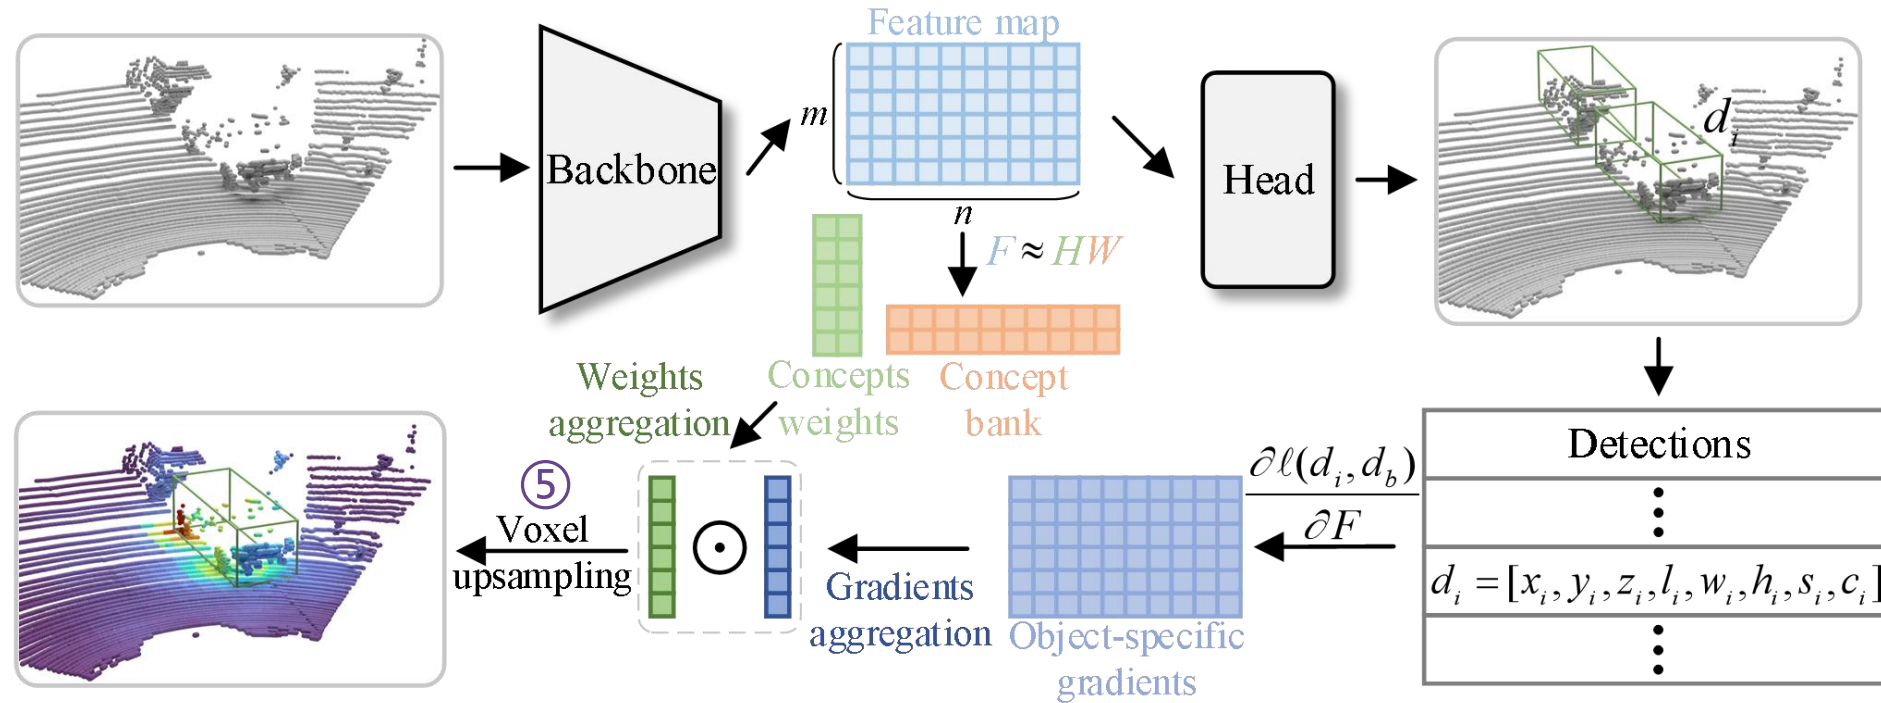 Feature map
m
n
Backbone
Head
d_i
F ≈ HW
Weights
aggregation
Concepts
weights
Concept
bank
Detections
⋮
d_i = [x_i, y_i, z_i, l_i, w_i, h_i, s_i, c_i]
⋮
∂ℓ(d_i, d_b)
∂F
Object-specific
gradients
Gradients
aggregation
⊙
⑤
Voxel
upsampling